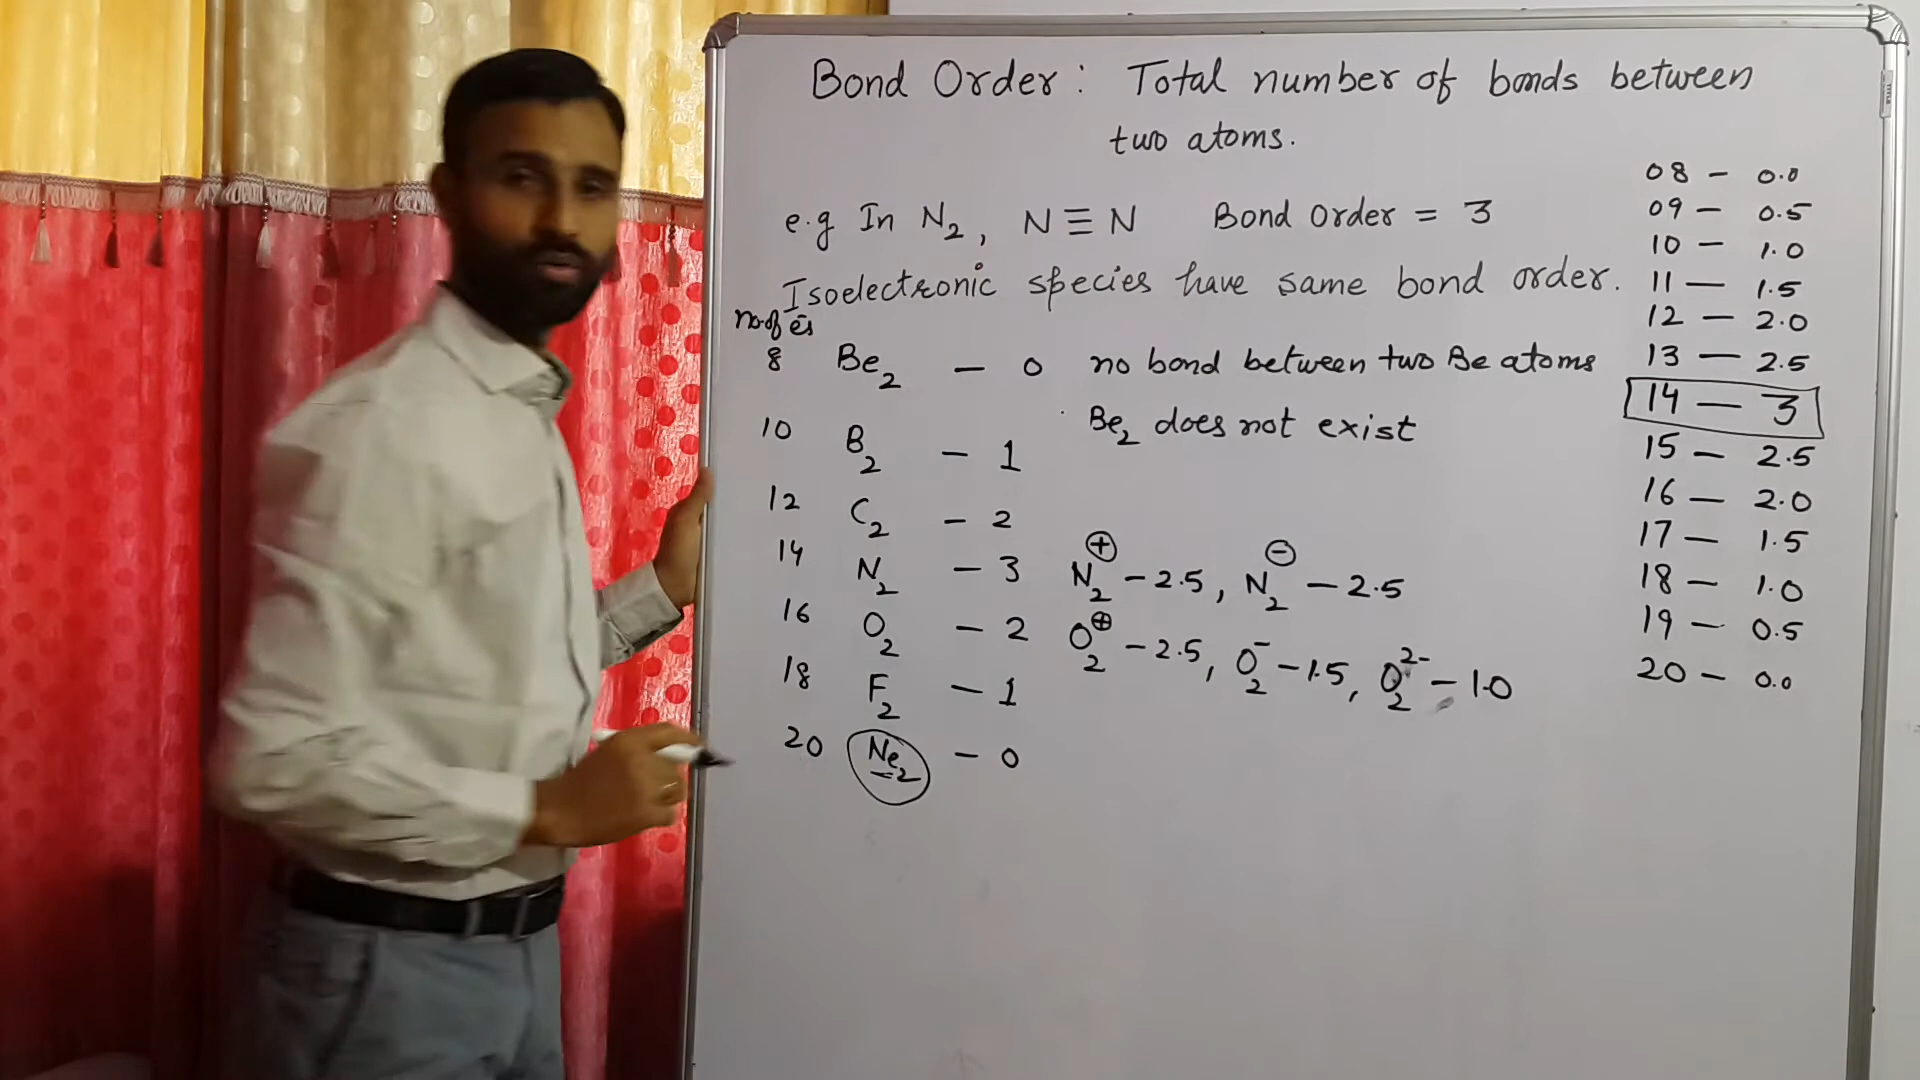 Bond Order: Total number of bonds between
two atoms.
e.g In N₂, N≡N Bond Order = 3
Isoelectronic species have same bond order.
no. of es
8 Be₂ – 0 no bond between two Be atoms
Be₂ does not exist
10 B₂ – 1
12 C₂ – 2
14 N₂ – 3 N₂⊕ – 2.5, N₂⊖ – 2.5
16 O₂ – 2 O₂⊕ – 2.5, O₂⁻ – 1.5, O₂²⁻ – 1.0
18 F₂ – 1
20 Ne₂ – 0
08 – 0.0
09 – 0.5
10 – 1.0
11 – 1.5
12 – 2.0
13 – 2.5
14 – 3
15 – 2.5
16 – 2.0
17 – 1.5
18 – 1.0
19 – 0.5
20 – 0.0